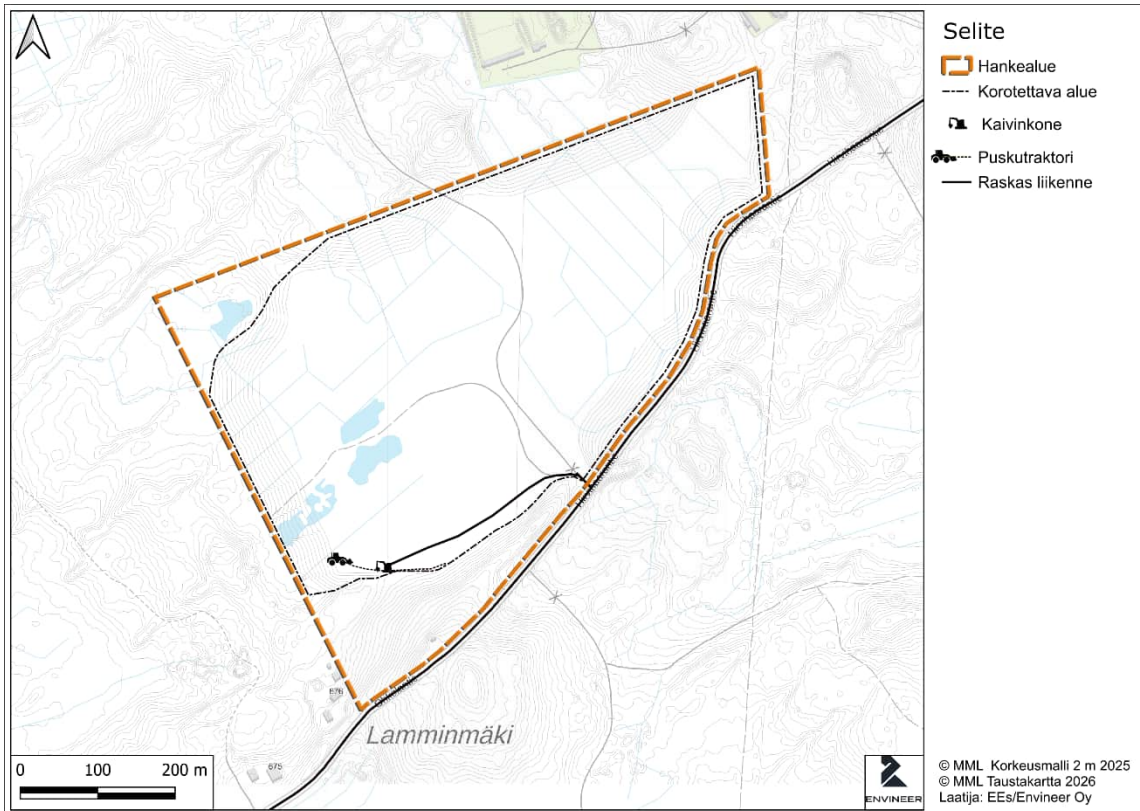 Selite
Hankealue
Korotettava alue
Kaivinkone
Puskutraktori
Raskas liikenne
676
Lamminmäki
675
0 100 200 m
ENVINEER
© MML Korkeusmalli 2 m 2025
© MML Taustakartta 2026
Laatija: EEs/Envineer Oy